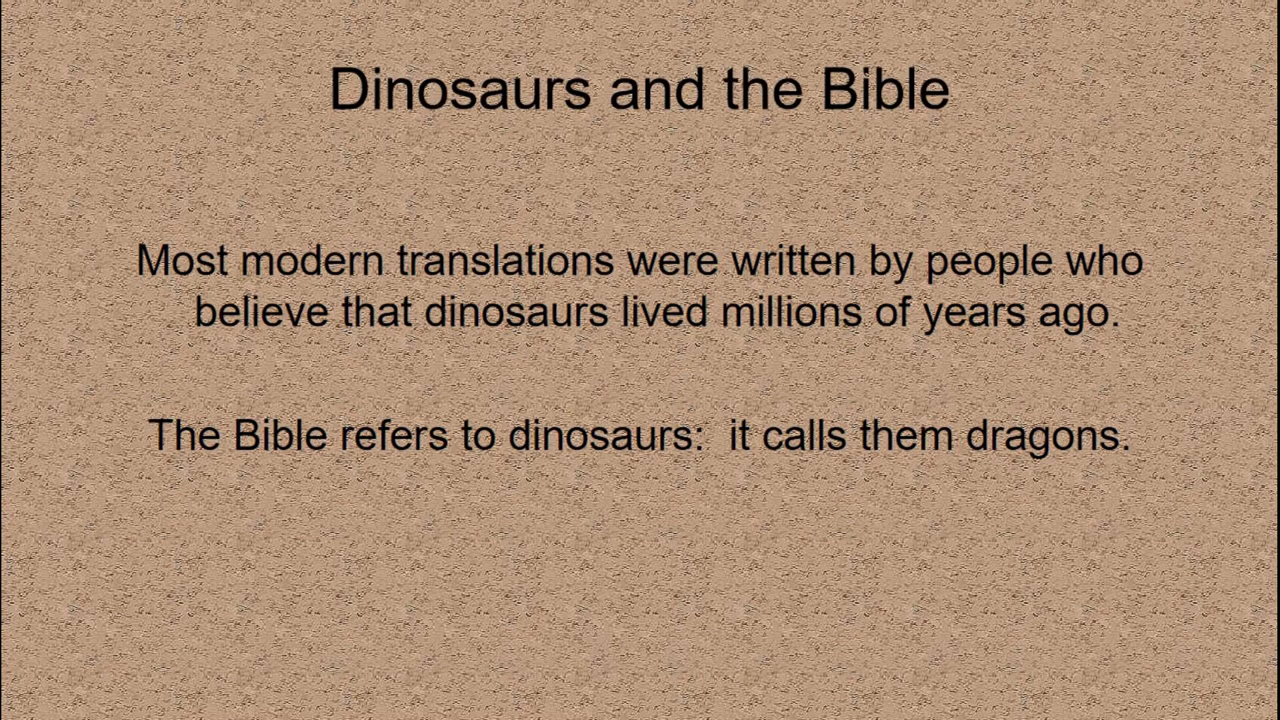 Dinosaurs and the Bible
Most modern translations were written by people who
believe that dinosaurs lived millions of years ago.
The Bible refers to dinosaurs:  it calls them dragons.